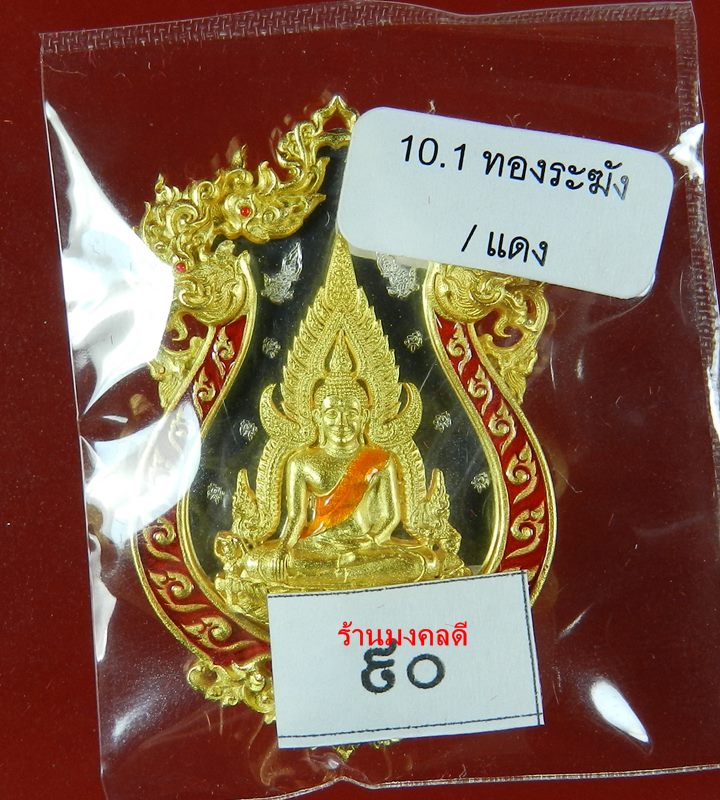 10.1 ทองระฆัง
/ แดง
ร้านมงคลดี
๕๐